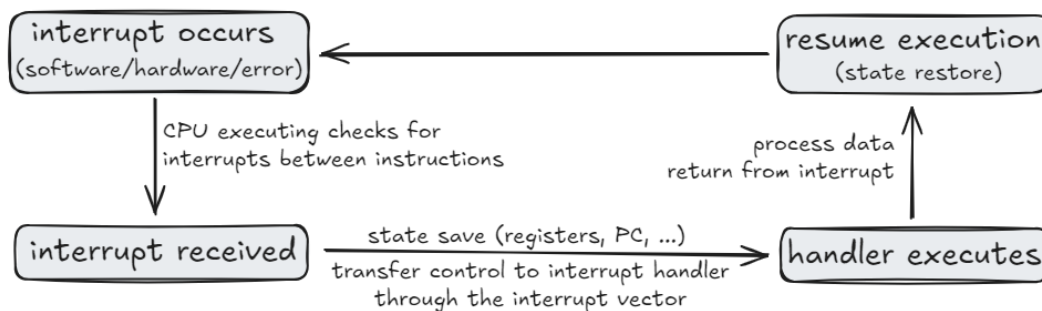 interrupt occurs
(software/hardware/error)
resume execution
(state restore)
CPU executing checks for
interrupts between instructions
process data
return from interrupt
interrupt received
state save (registers, PC, ...)
transfer control to interrupt handler
through the interrupt vector
handler executes